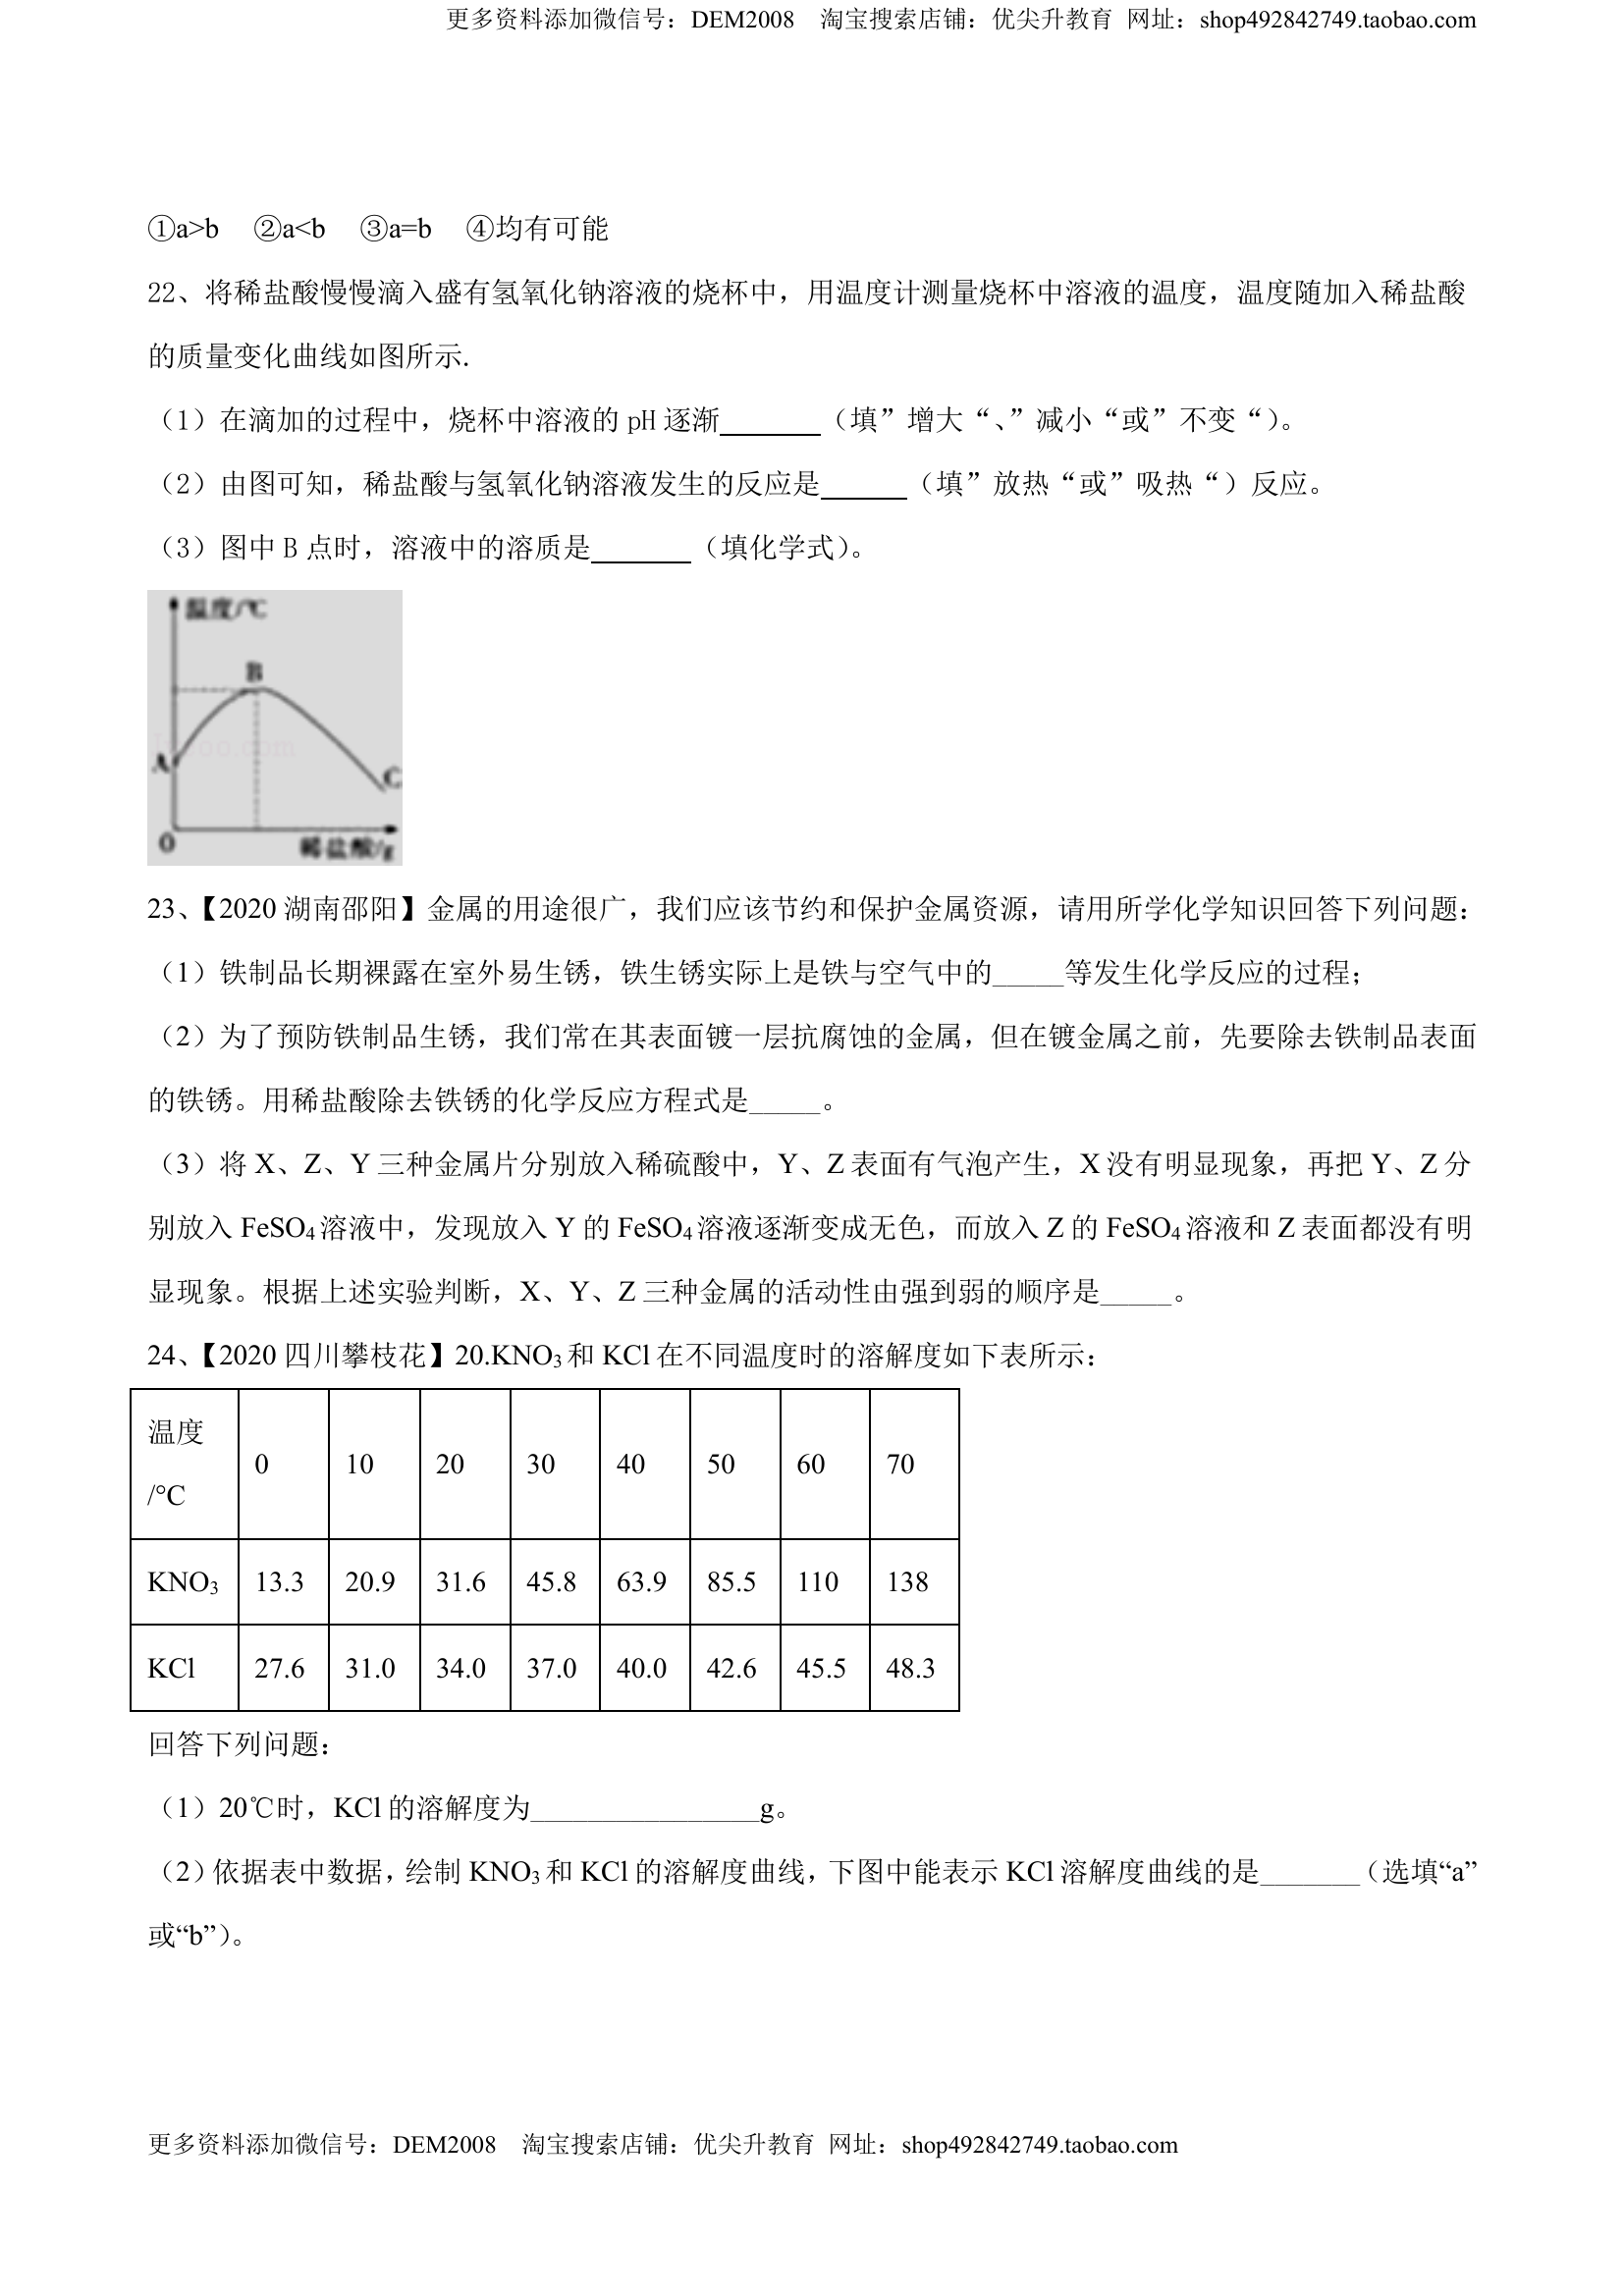 更多资料添加微信号：DEM2008 淘宝搜索店铺：优尖升教育 网址：shop492842749.taobao.com
①a>b ②a<b ③a=b ④均有可能
22、将稀盐酸慢慢滴入盛有氢氧化钠溶液的烧杯中，用温度计测量烧杯中溶液的温度，温度随加入稀盐酸
的质量变化曲线如图所示.
（1）在滴加的过程中，烧杯中溶液的 pH 逐渐_______（填”增大“、”减小“或”不变“）。
（2）由图可知，稀盐酸与氢氧化钠溶液发生的反应是______（填”放热“或”吸热“）反应。
（3）图中 B 点时，溶液中的溶质是_______（填化学式）。
温度/℃
B
A
C
0
稀盐酸/g
23、【2020 湖南邵阳】金属的用途很广，我们应该节约和保护金属资源，请用所学化学知识回答下列问题：
（1）铁制品长期裸露在室外易生锈，铁生锈实际上是铁与空气中的_____等发生化学反应的过程；
（2）为了预防铁制品生锈，我们常在其表面镀一层抗腐蚀的金属，但在镀金属之前，先要除去铁制品表面
的铁锈。用稀盐酸除去铁锈的化学反应方程式是_____。
（3）将 X、Z、Y 三种金属片分别放入稀硫酸中，Y、Z 表面有气泡产生，X 没有明显现象，再把 Y、Z 分
别放入 FeSO₄ 溶液中，发现放入 Y 的 FeSO₄ 溶液逐渐变成无色，而放入 Z 的 FeSO₄ 溶液和 Z 表面都没有明
显现象。根据上述实验判断，X、Y、Z 三种金属的活动性由强到弱的顺序是_____。
24、【2020 四川攀枝花】20.KNO₃ 和 KCl 在不同温度时的溶解度如下表所示：
温度
/°C 0 10 20 30 40 50 60 70
KNO₃ 13.3 20.9 31.6 45.8 63.9 85.5 110 138
KCl 27.6 31.0 34.0 37.0 40.0 42.6 45.5 48.3
回答下列问题：
（1）20℃时，KCl 的溶解度为________________g。
（2）依据表中数据，绘制 KNO₃ 和 KCl 的溶解度曲线，下图中能表示 KCl 溶解度曲线的是_______（选填“a”
或“b”）。
更多资料添加微信号：DEM2008 淘宝搜索店铺：优尖升教育 网址：shop492842749.taobao.com